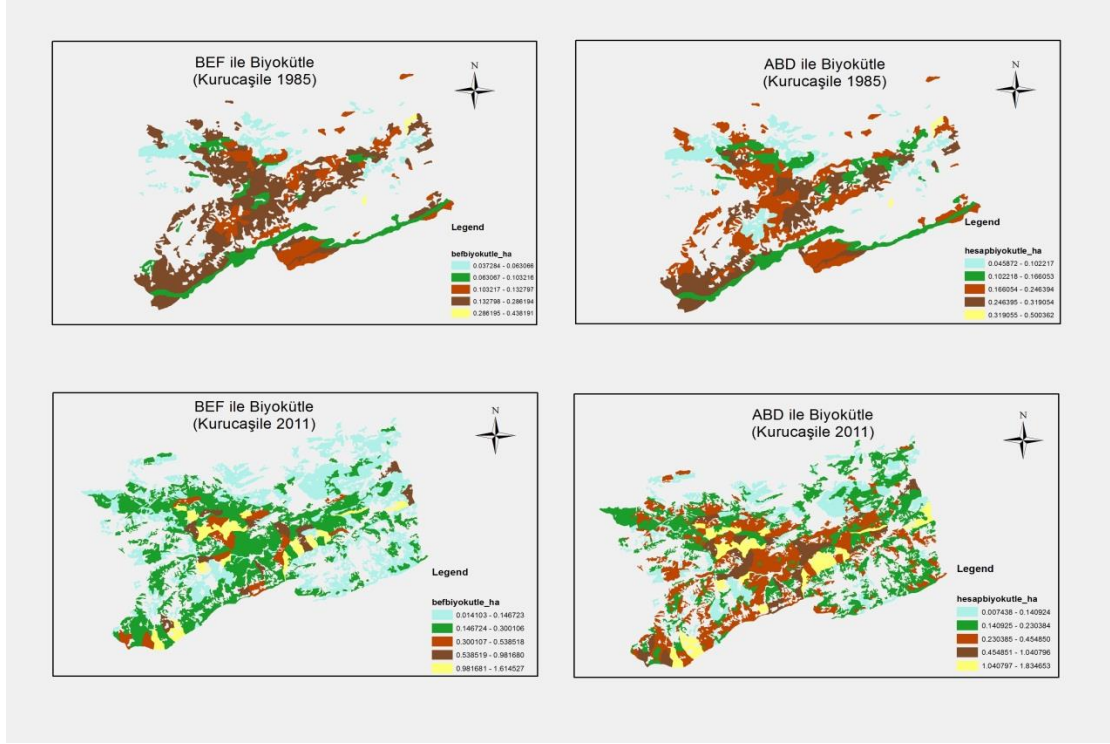 BEF ile Biyokütle
(Kurucaşile 1985)
N
Legend
befbiyokutle_ha
0.037284 - 0.063066
0.063067 - 0.103216
0.103217 - 0.132797
0.132798 - 0.286194
0.286195 - 0.438191
ABD ile Biyokütle
(Kurucaşile 1985)
N
Legend
hesapbiyokutle_ha
0.045872 - 0.102217
0.102218 - 0.166053
0.166054 - 0.246394
0.246395 - 0.319054
0.319055 - 0.500362
BEF ile Biyokütle
(Kurucaşile 2011)
N
Legend
befbiyokutle_ha
0.014103 - 0.146723
0.146724 - 0.300106
0.300107 - 0.538518
0.538519 - 0.981680
0.981681 - 1.614527
ABD ile Biyokütle
(Kurucaşile 2011)
N
Legend
hesapbiyokutle_ha
0.007438 - 0.140924
0.140925 - 0.230384
0.230385 - 0.454850
0.454851 - 1.040796
1.040797 - 1.834653